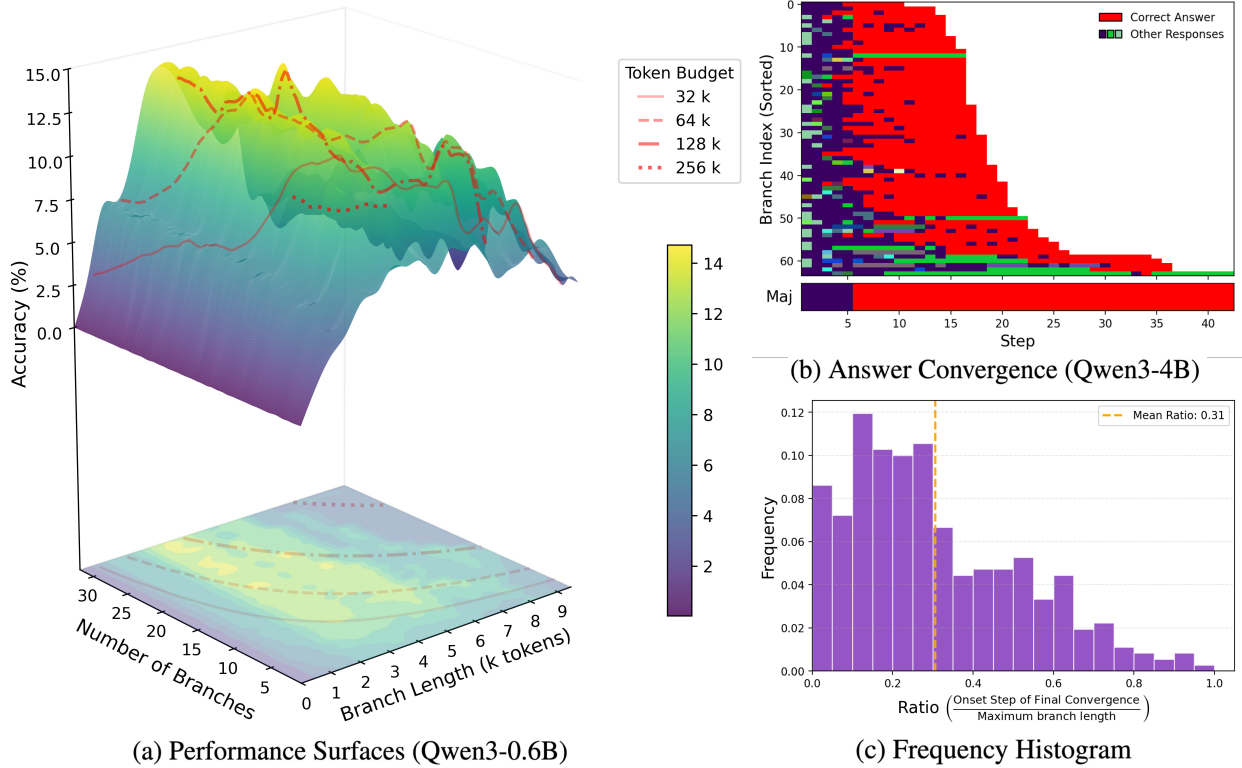 15.0
12.5
10.0
7.5
5.0
2.5
0.0
Accuracy (%)
Token Budget
32 k
64 k
128 k
256 k
14
12
10
8
6
4
2
30
25
20
15
10
5
Number of Branches
0
1
2
3
4
5
6
7
8
9
Branch Length (k tokens)
(a) Performance Surfaces (Qwen3-0.6B)
0
10
20
30
40
50
60
Branch Index (Sorted)
Correct Answer
Other Responses
Maj
5 10 15 20 25 30 35 40
Step
(b) Answer Convergence (Qwen3-4B)
0.12
0.10
0.08
0.06
0.04
0.02
0.00
Frequency
Mean Ratio: 0.31
0.0 0.2 0.4 0.6 0.8 1.0
Ratio (Onset Step of Final Convergence
Maximum branch length)
(c) Frequency Histogram